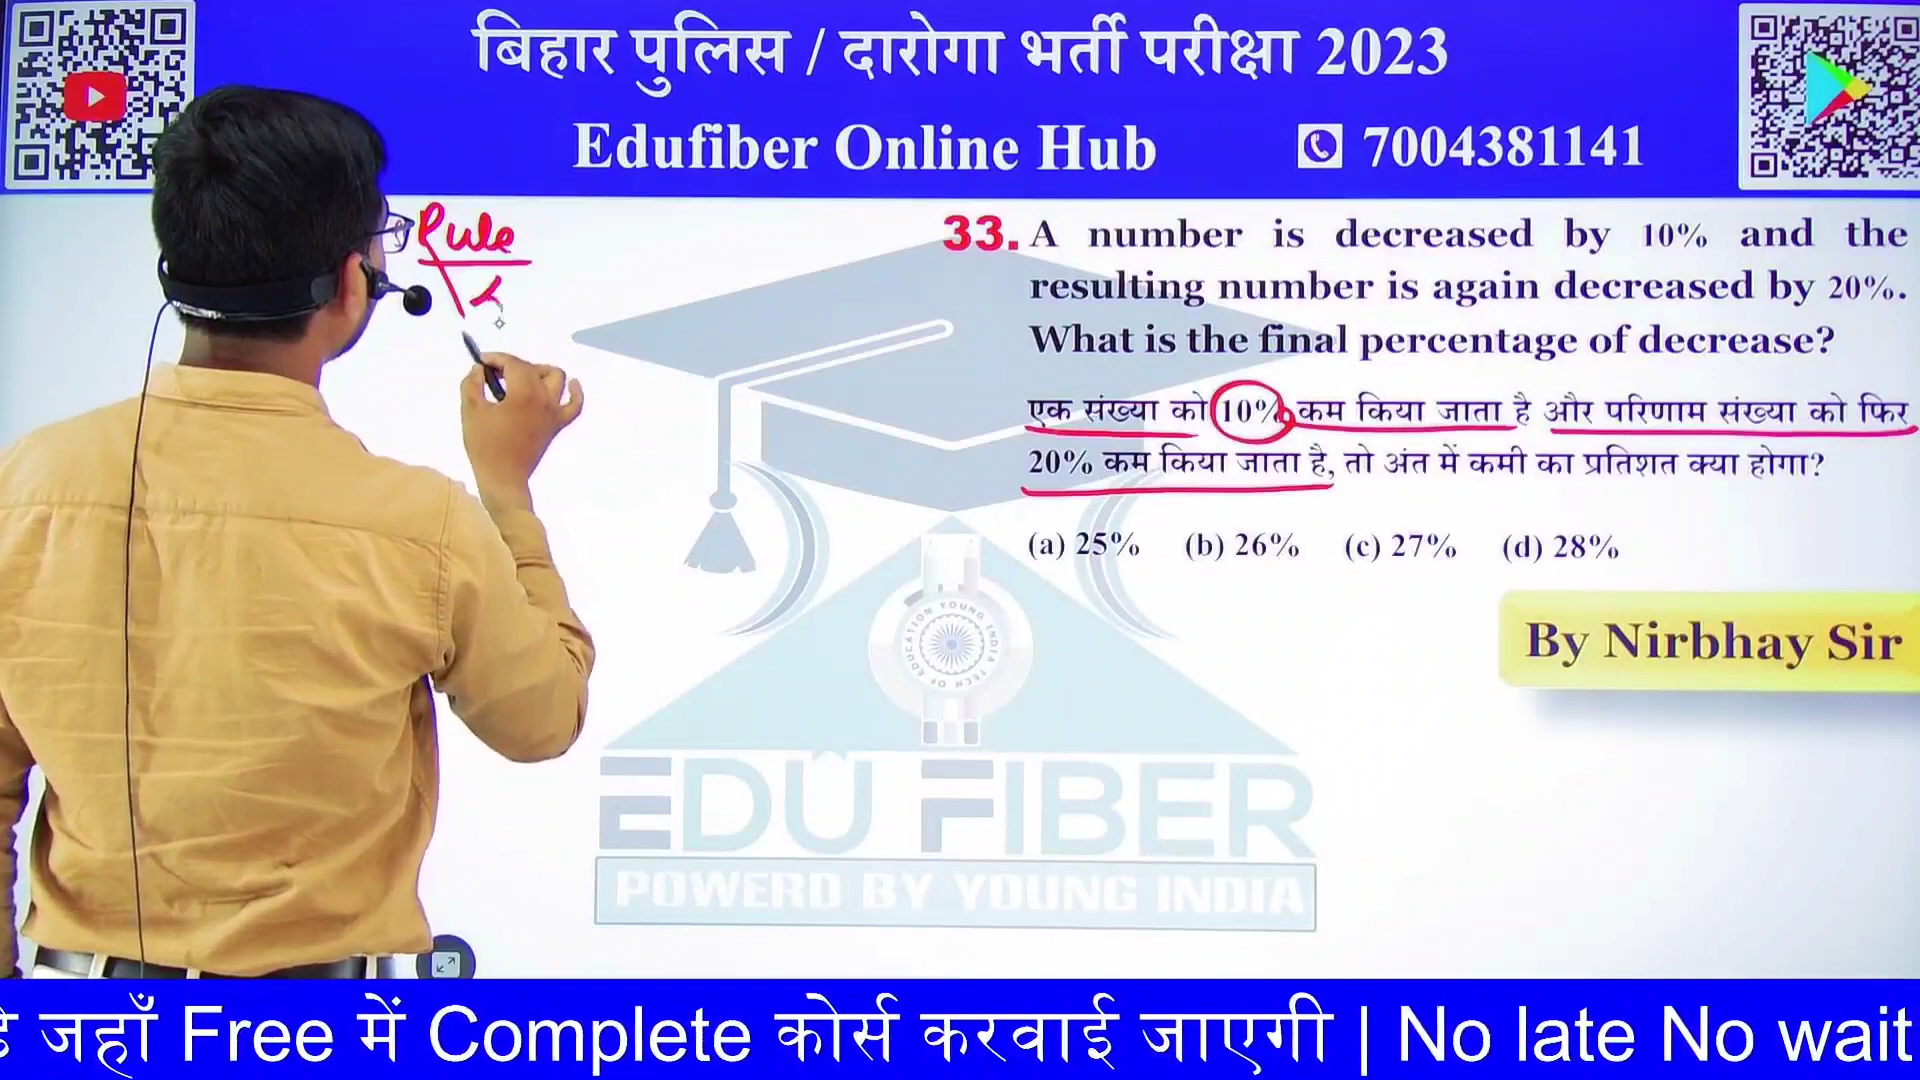 बिहार पुलिस / दारोगा भर्ती परीक्षा 2023
Edufiber Online Hub
7004381141
Rule
33. A number is decreased by 10% and the
resulting number is again decreased by 20%.
What is the final percentage of decrease?
एक संख्या को 10% कम किया जाता है और परिणाम संख्या को फिर
20% कम किया जाता है, तो अंत में कमी का प्रतिशत क्या होगा?
(a) 25% (b) 26% (c) 27% (d) 28%
By Nirbhay Sir
EDUCATION YOUNG INDIA
EDU FIBER
POWERD BY YOUNG INDIA
जहाँ Free में Complete कोर्स करवाई जाएगी | No late No wait